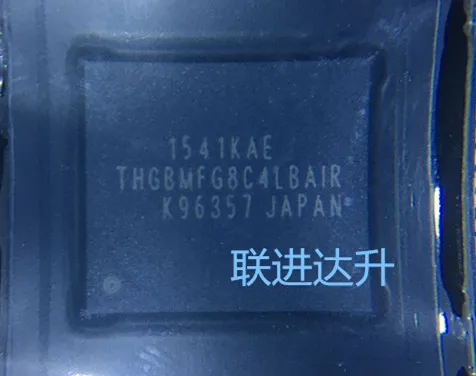 1541KAE
THGBMFG8C4LBAIR
K96357 JAPAN
联进达升